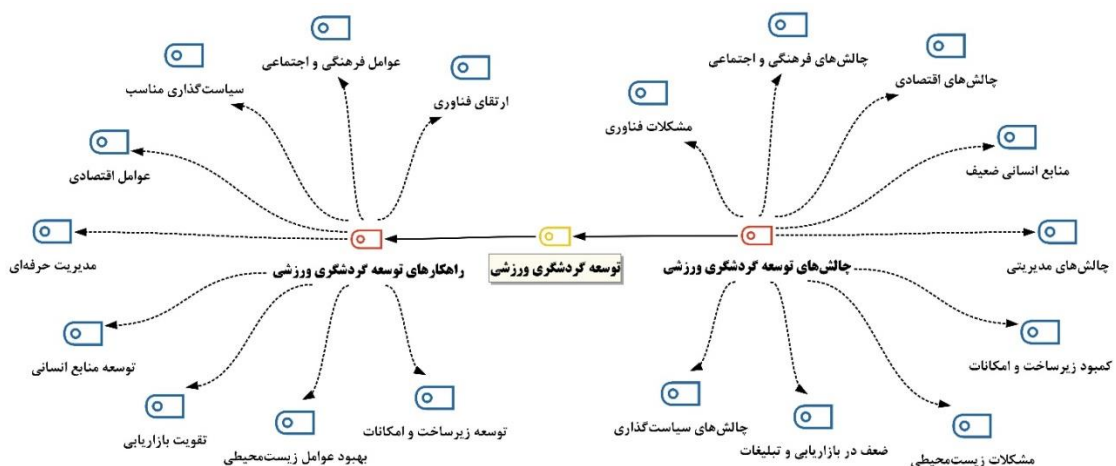 چالش‌های فرهنگی و اجتماعی
چالش‌های اقتصادی
مشکلات فناوری
منابع انسانی ضعیف
چالش‌های مدیریتی
چالش‌های توسعه گردشگری ورزشی
کمبود زیرساخت و امکانات
چالش‌های سیاست‌گذاری
ضعف در بازاریابی و تبلیغات
مشکلات زیست‌محیطی
توسعه گردشگری ورزشی
عوامل فرهنگی و اجتماعی
ارتقای فناوری
سیاست‌گذاری مناسب
عوامل اقتصادی
مدیریت حرفه‌ای
راهکارهای توسعه گردشگری ورزشی
توسعه منابع انسانی
تقویت بازاریابی
بهبود عوامل زیست‌محیطی
توسعه زیرساخت و امکانات